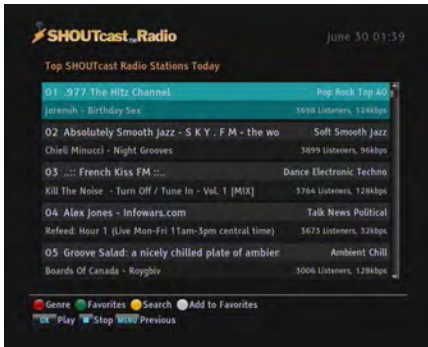 SHOUTcast TM Radio June 30 01:39
Top SHOUTcast Radio Stations Today
01 .977 The Hitz Channel Pop Rock Top 40
Jeremih - Birthday Sex 5698 Listeners, 128kbps
02 Absolutely Smooth Jazz - S K Y . F M - the wo Soft Smooth Jazz
Chieli Minucci - Night Grooves 3899 Listeners, 96kbps
03 ..:: French Kiss FM ::.. Dance Electronic Techno
Kill The Noise - Turn Off / Tune In - Vol. 1 [MIX] 3764 Listeners, 128kbps
04 Alex Jones - Infowars.com Talk News Political
Refeed: Hour 1 (Live Mon-Fri 11am-3pm central time) 3673 Listeners, 32kbps
05 Groove Salad: a nicely chilled plate of ambier Ambient Chill
Boards Of Canada - Roygbiv 3006 Listeners, 128kbps
Genre Favorites Search Add to Favorites
OK Play Stop MENU Previous